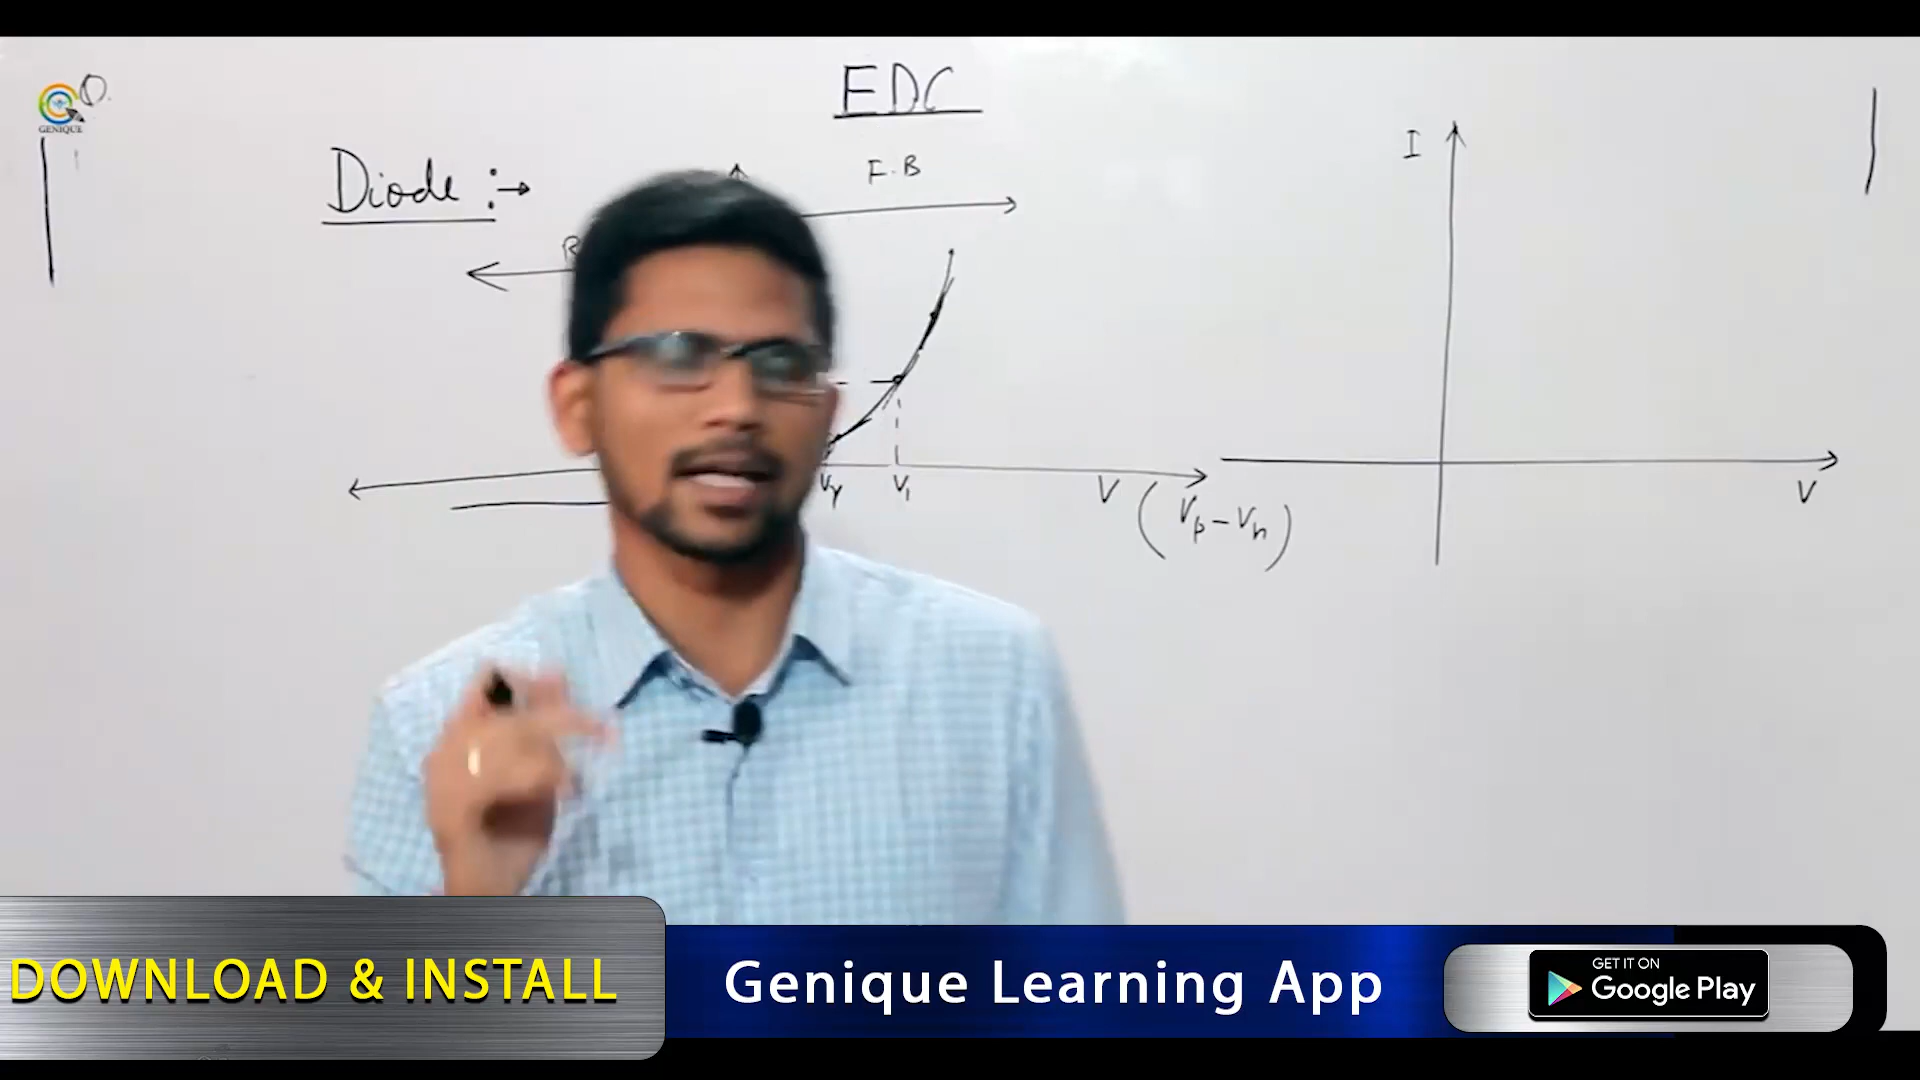 EDC
GENIQUE
Diode :→
F.B
R
I
Vγ
V₁
V
(Vp-Vn)
V
DOWNLOAD & INSTALL
Genique Learning App
GET IT ON
Google Play